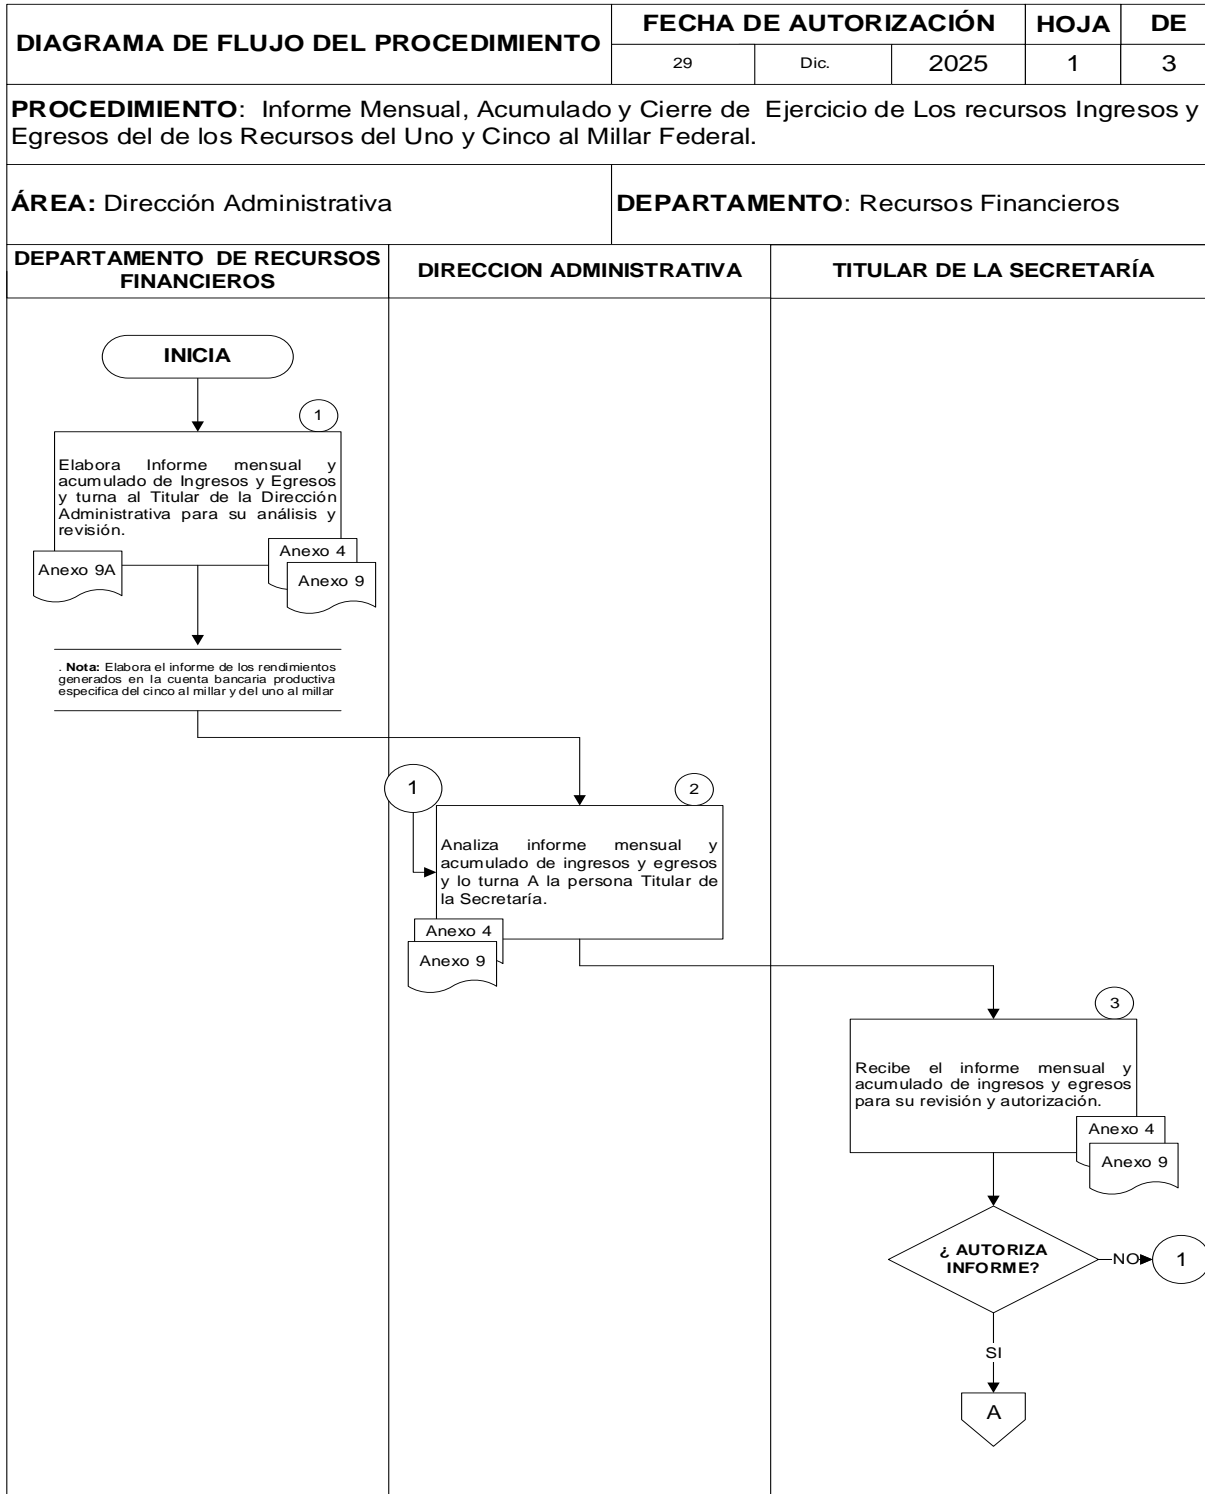 DIAGRAMA DE FLUJO DEL PROCEDIMIENTO
FECHA DE AUTORIZACIÓN
HOJA
DE
29
Dic.
2025
1
3
PROCEDIMIENTO: Informe Mensual, Acumulado y Cierre de Ejercicio de Los recursos Ingresos y
Egresos del de los Recursos del Uno y Cinco al Millar Federal.
ÁREA: Dirección Administrativa
DEPARTAMENTO: Recursos Financieros
DEPARTAMENTO DE RECURSOS
FINANCIEROS
DIRECCION ADMINISTRATIVA
TITULAR DE LA SECRETARÍA
INICIA
1
Elabora Informe mensual y
acumulado de Ingresos y Egresos
y turna al Titular de la Dirección
Administrativa para su análisis y
revisión.
Anexo 9A
Anexo 4
Anexo 9
. Nota: Elabora el informe de los rendimientos
generados en la cuenta bancaria productiva
especifica del cinco al millar y del uno al millar
1
2
Analiza informe mensual y
acumulado de ingresos y egresos
y lo turna A la persona Titular de
la Secretaría.
Anexo 4
Anexo 9
3
Recibe el informe mensual y
acumulado de ingresos y egresos
para su revisión y autorización.
Anexo 4
Anexo 9
¿ AUTORIZA
INFORME?
NO
1
SI
A